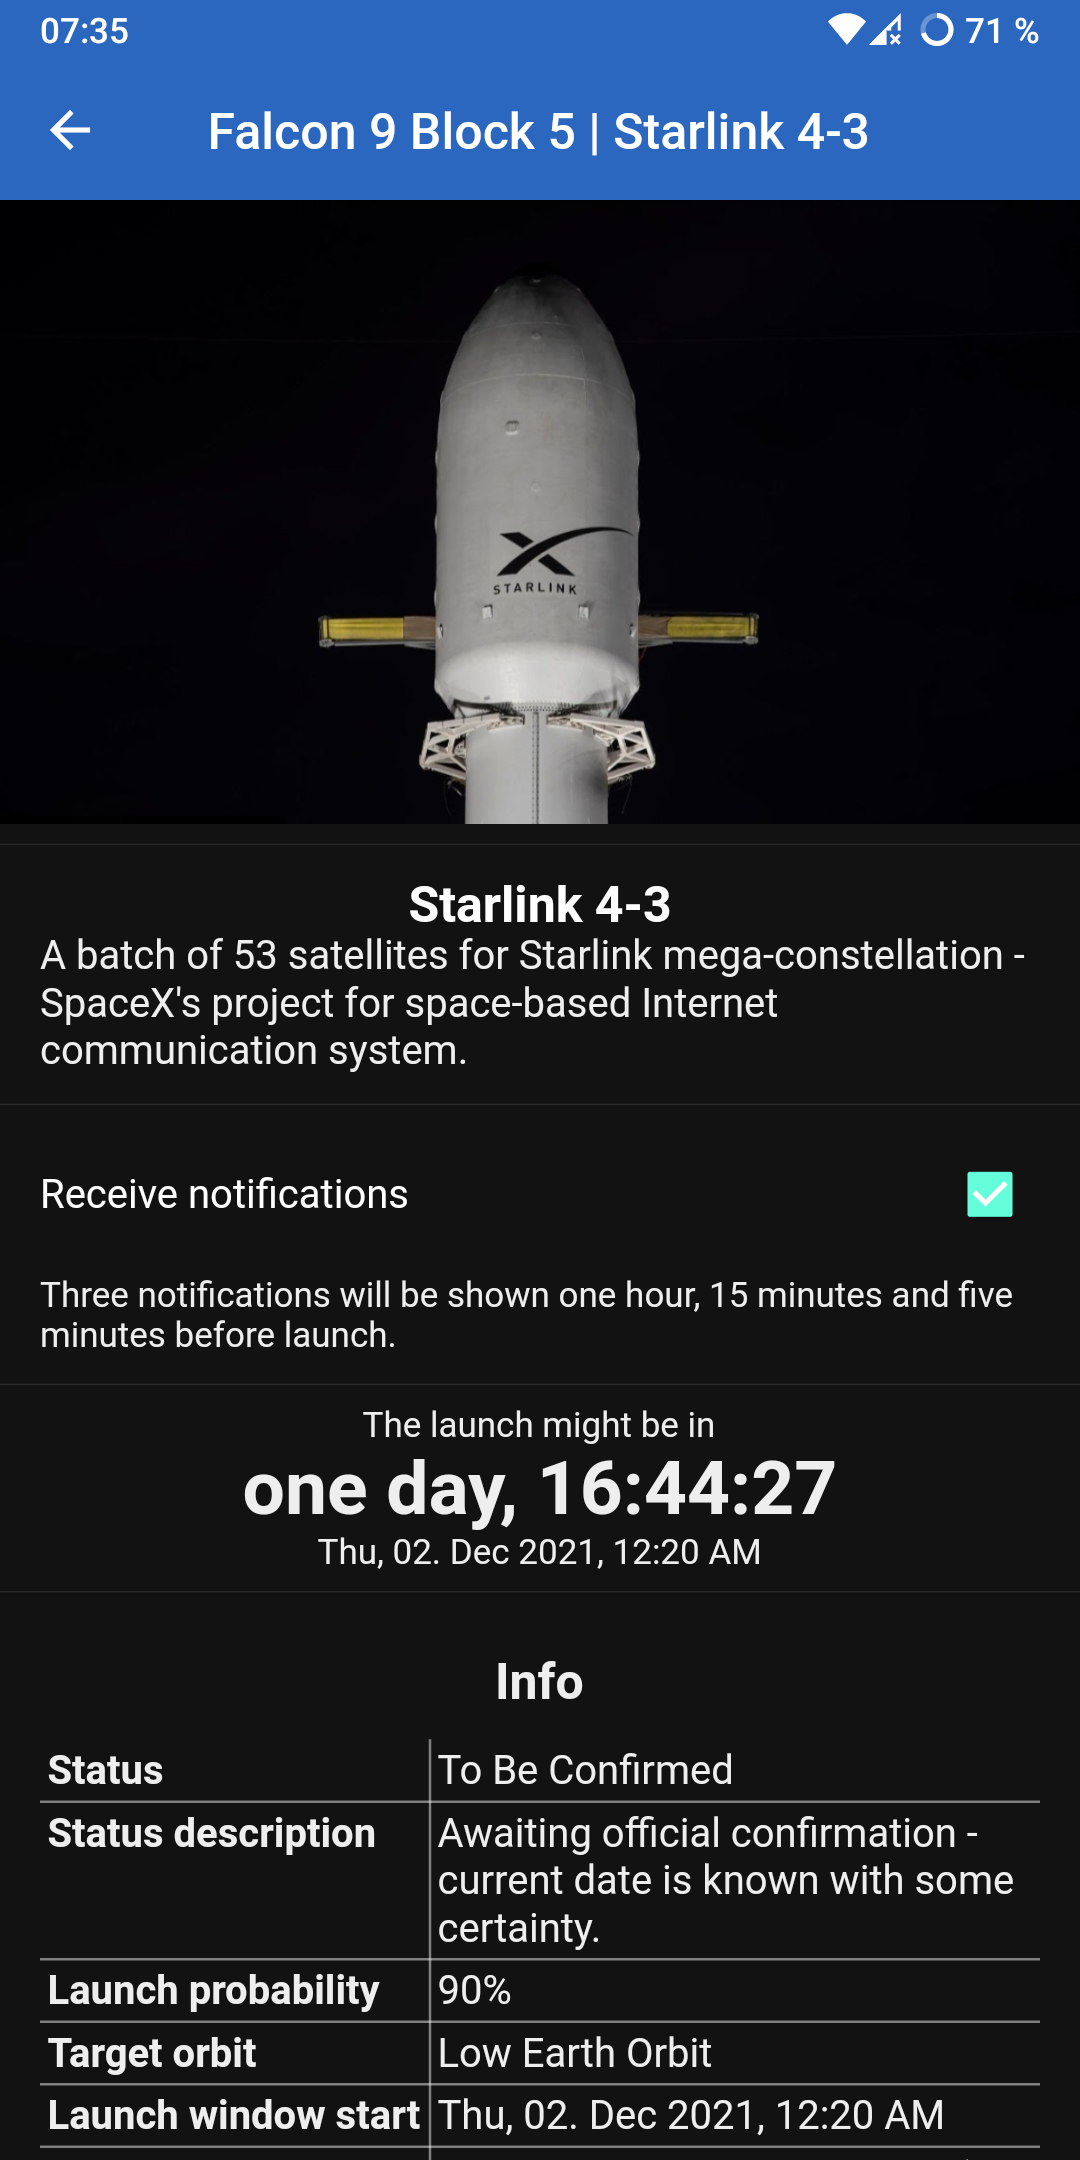 07:35
71 %
Falcon 9 Block 5 | Starlink 4-3
STARLINK
Starlink 4-3
A batch of 53 satellites for Starlink mega-constellation -
SpaceX's project for space-based Internet
communication system.
Receive notifications
Three notifications will be shown one hour, 15 minutes and five
minutes before launch.
The launch might be in
one day, 16:44:27
Thu, 02. Dec 2021, 12:20 AM
Info
Status To Be Confirmed
Status description Awaiting official confirmation -
current date is known with some
certainty.
Launch probability 90%
Target orbit Low Earth Orbit
Launch window start Thu, 02. Dec 2021, 12:20 AM